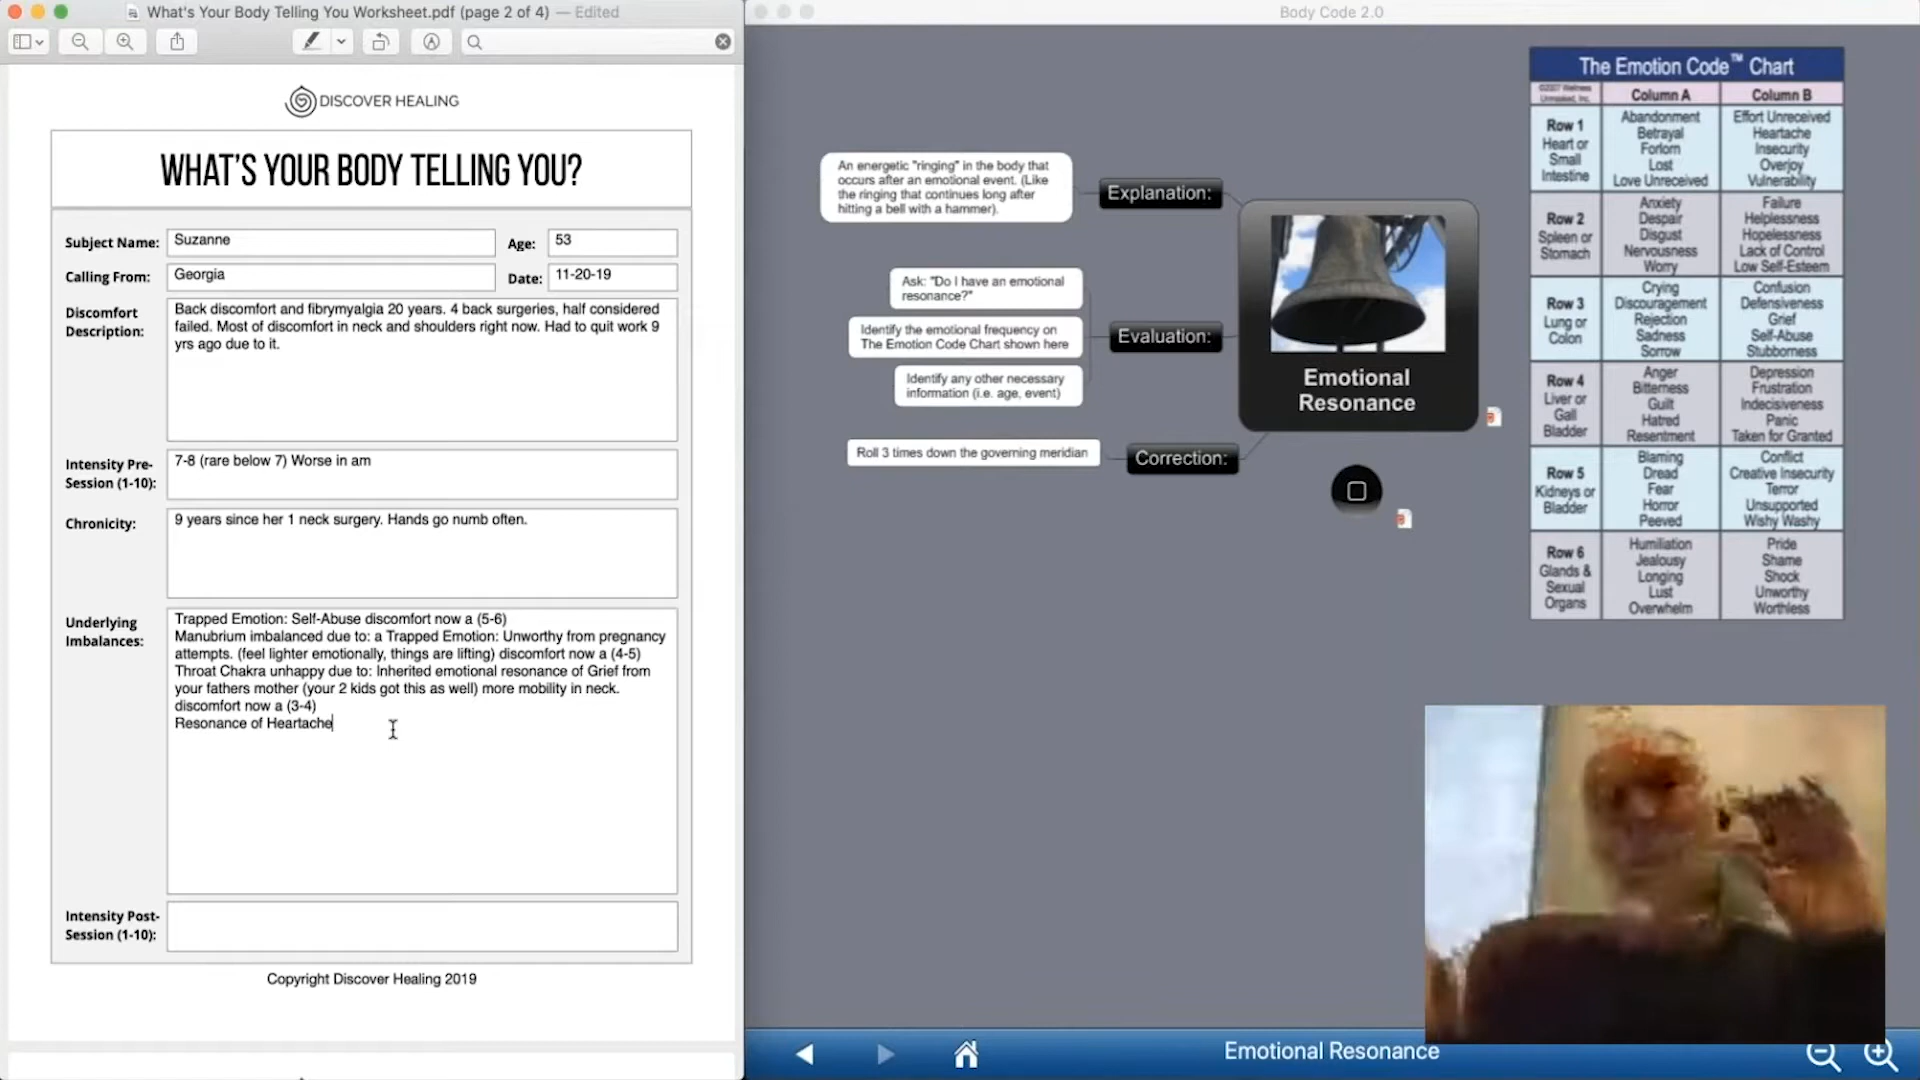 What's Your Body Telling You Worksheet.pdf (page 2 of 4) — Edited
DISCOVER HEALING
WHAT'S YOUR BODY TELLING YOU?
Subject Name: Suzanne Age: 53
Calling From: Georgia Date: 11-20-19
Discomfort Description:
Back discomfort and fibrymyalgia 20 years. 4 back surgeries, half considered
failed. Most of discomfort in neck and shoulders right now. Had to quit work 9
yrs ago due to it.
Intensity Pre-Session (1-10): 7-8 (rare below 7) Worse in am
Chronicity: 9 years since her 1 neck surgery. Hands go numb often.
Underlying Imbalances:
Trapped Emotion: Self-Abuse discomfort now a (5-6)
Manubrium imbalanced due to: a Trapped Emotion: Unworthy from pregnancy
attempts. (feel lighter emotionally, things are lifting) discomfort now a (4-5)
Throat Chakra unhappy due to: Inherited emotional resonance of Grief from
your fathers mother (your 2 kids got this as well) more mobility in neck.
discomfort now a (3-4)
Resonance of Heartache
Intensity Post-Session (1-10):
Copyright Discover Healing 2019
Body Code 2.0
An energetic "ringing" in the body that
occurs after an emotional event. (Like
the ringing that continues long after
hitting a bell with a hammer).
Explanation:
Ask: "Do I have an emotional
resonance?"
Identify the emotional frequency on
The Emotion Code Chart shown here
Evaluation:
Identify any other necessary
information (i.e. age, event)
Roll 3 times down the governing meridian
Correction:
Emotional
Resonance
The Emotion Code™ Chart
©2007 Wellness
Unmasked, Inc.
Column A
Column B
Row 1
Heart or
Small
Intestine
Abandonment
Betrayal
Forlorn
Lost
Love Unreceived
Effort Unreceived
Heartache
Insecurity
Overjoy
Vulnerability
Row 2
Spleen or
Stomach
Anxiety
Despair
Disgust
Nervousness
Worry
Failure
Helplessness
Hopelessness
Lack of Control
Low Self-Esteem
Row 3
Lung or
Colon
Crying
Discouragement
Rejection
Sadness
Sorrow
Confusion
Defensiveness
Grief
Self-Abuse
Stubborness
Row 4
Liver or
Gall
Bladder
Anger
Bitterness
Guilt
Hatred
Resentment
Depression
Frustration
Indecisiveness
Panic
Taken for Granted
Row 5
Kidneys or
Bladder
Blaming
Dread
Fear
Horror
Peeved
Conflict
Creative Insecurity
Terror
Unsupported
Wishy Washy
Row 6
Glands &
Sexual
Organs
Humiliation
Jealousy
Longing
Lust
Overwhelm
Pride
Shame
Shock
Unworthy
Worthless
Emotional Resonance